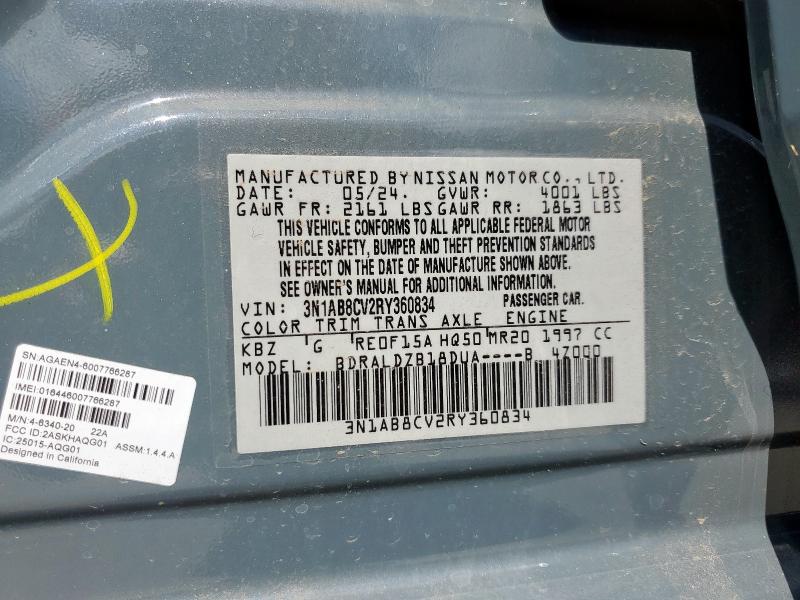 MANUFACTURED BY NISSAN MOTOR CO., LTD.
DATE: 05/24. GVWR: 4001 LBS
GAWR FR: 2161 LBS GAWR RR: 1863 LBS
THIS VEHICLE CONFORMS TO ALL APPLICABLE FEDERAL MOTOR
VEHICLE SAFETY, BUMPER AND THEFT PREVENTION STANDARDS
IN EFFECT ON THE DATE OF MANUFACTURE SHOWN ABOVE.
SEE OWNER'S MANUAL FOR ADDITIONAL INFORMATION.
VIN: 3N1AB8CV2RY360834 PASSENGER CAR.
COLOR TRIM TRANS AXLE ENGINE
KBZ G RE0F15A HQ50 MR20 1997 CC
MODEL: BDRALDZB18DUA----B 4Z000
3N1AB8CV2RY360834
SN:AGAEN4-6007766287
IMEI:016446007766287
M/N:4-6340-20 22A
FCC ID:2ASKHAQG01 ASSM:1.4.4.A
IC:25015-AQG01
Designed in California